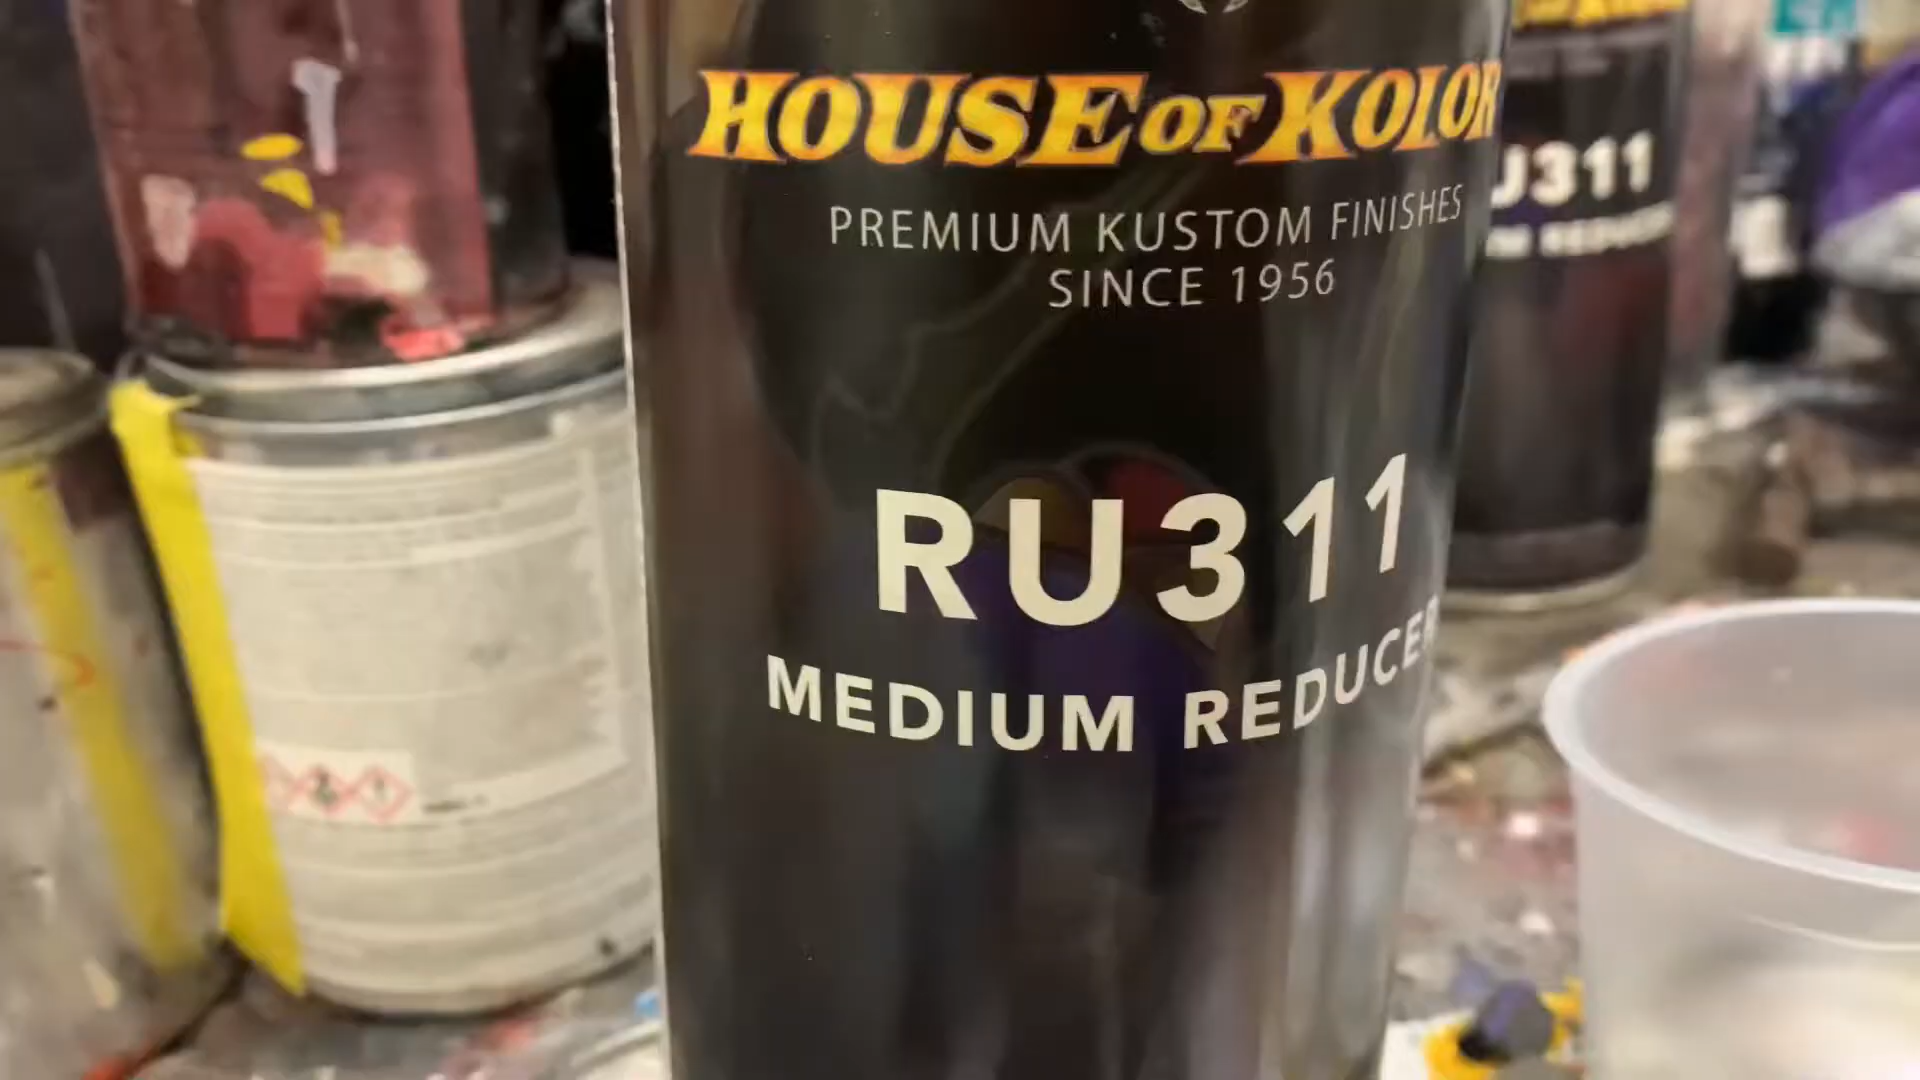 HOUSE OF KOLOR
PREMIUM KUSTOM FINISHES
SINCE 1956
RU311
MEDIUM REDUCER
U311